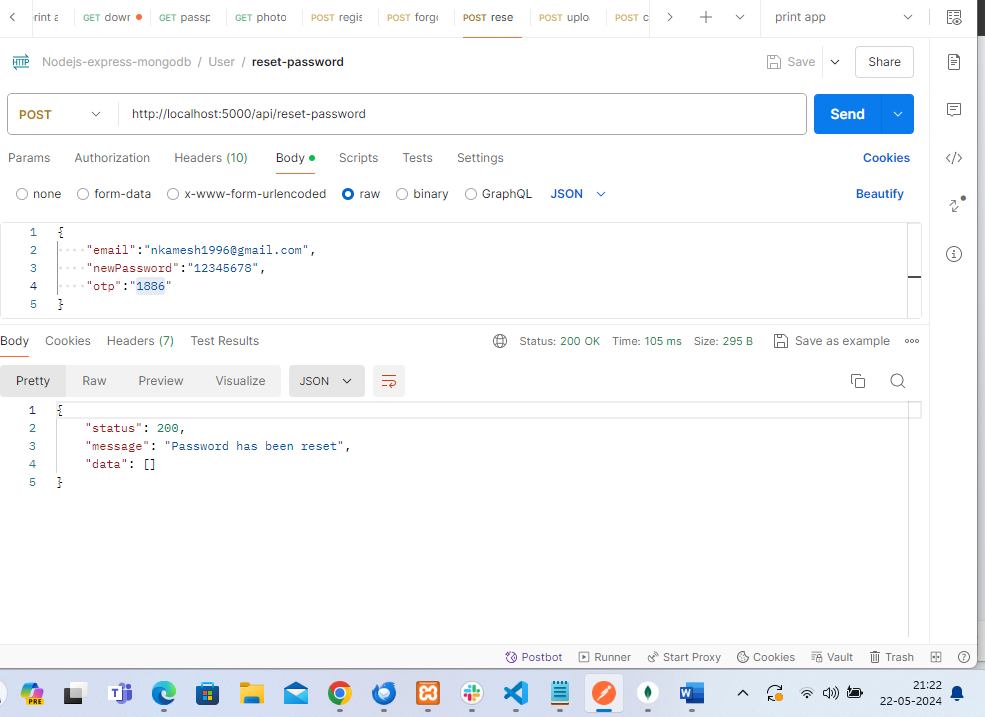 rint a GET dowr GET passp GET photo POST regis POST forgo POST rese POST uplo POST c print app
HTTP Nodejs-express-mongodb / User / reset-password Save Share
POST http://localhost:5000/api/reset-password Send
Params Authorization Headers (10) Body Scripts Tests Settings Cookies
none form-data x-www-form-urlencoded raw binary GraphQL JSON Beautify
1 {
2 "email":"nkamesh1996@gmail.com",
3 "newPassword":"12345678",
4 "otp":"1886"
5 }
Body Cookies Headers (7) Test Results Status: 200 OK Time: 105 ms Size: 295 B Save as example
Pretty Raw Preview Visualize JSON
1 {
2 "status": 200,
3 "message": "Password has been reset",
4 "data": []
5 }
Postbot Runner Start Proxy Cookies Vault Trash
PRE 21:22
22-05-2024